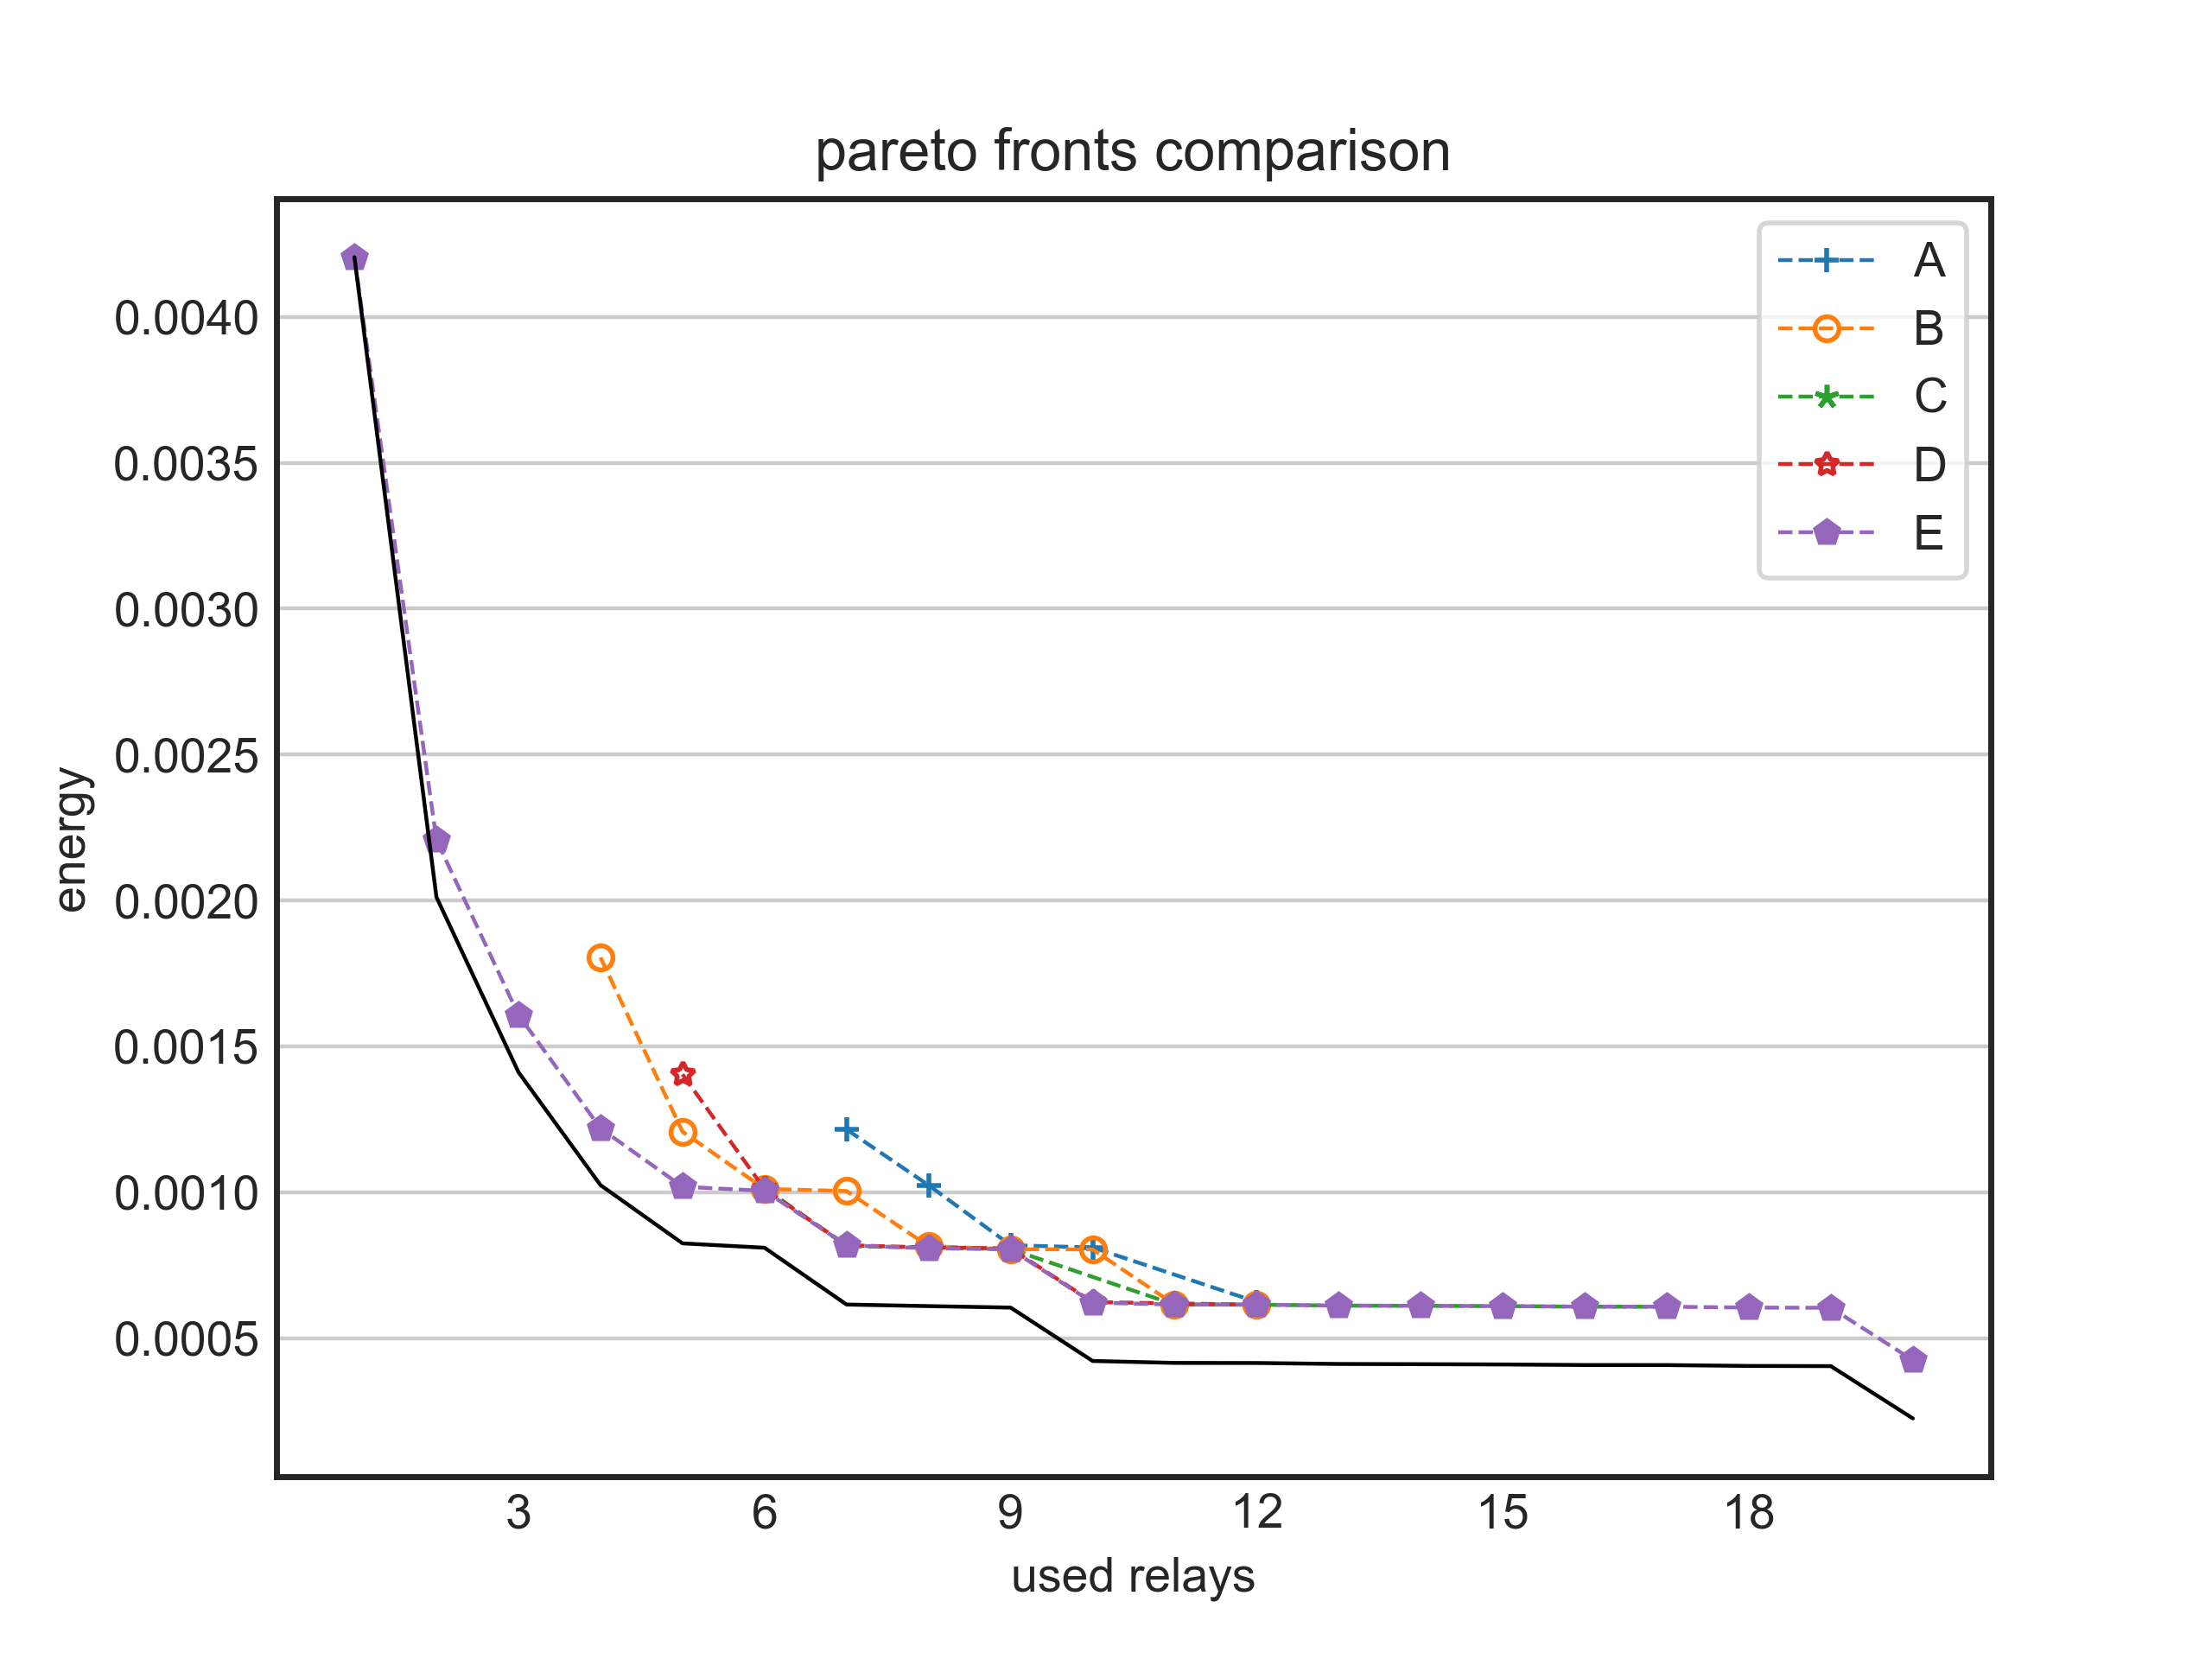 pareto fronts comparison
A
B
C
D
E
0.0040
0.0035
0.0030
0.0025
0.0020
0.0015
0.0010
0.0005
energy
3 6 9 12 15 18
used relays